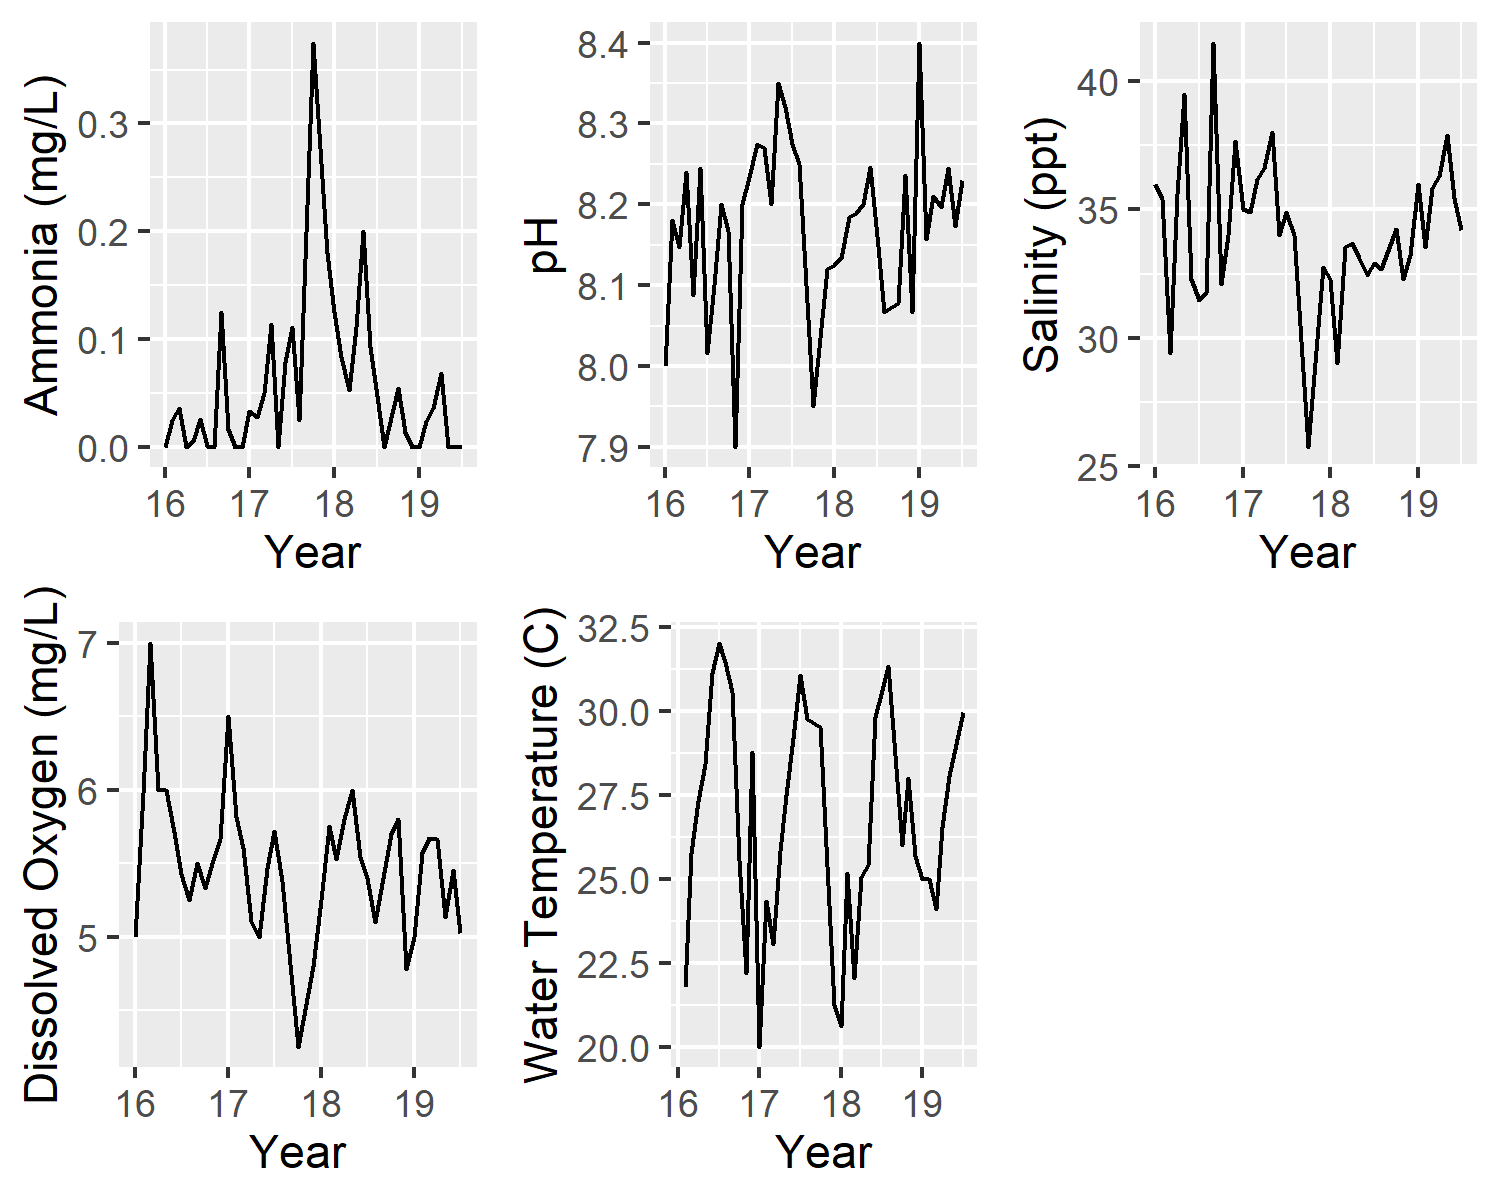 Ammonia (mg/L)
0.3
0.2
0.1
0.0
16 17 18 19
Year
pH
8.4
8.3
8.2
8.1
8.0
7.9
16 17 18 19
Year
Salinity (ppt)
40
35
30
25
16 17 18 19
Year
Dissolved Oxygen (mg/L)
7
6
5
16 17 18 19
Year
Water Temperature (C)
32.5
30.0
27.5
25.0
22.5
20.0
16 17 18 19
Year